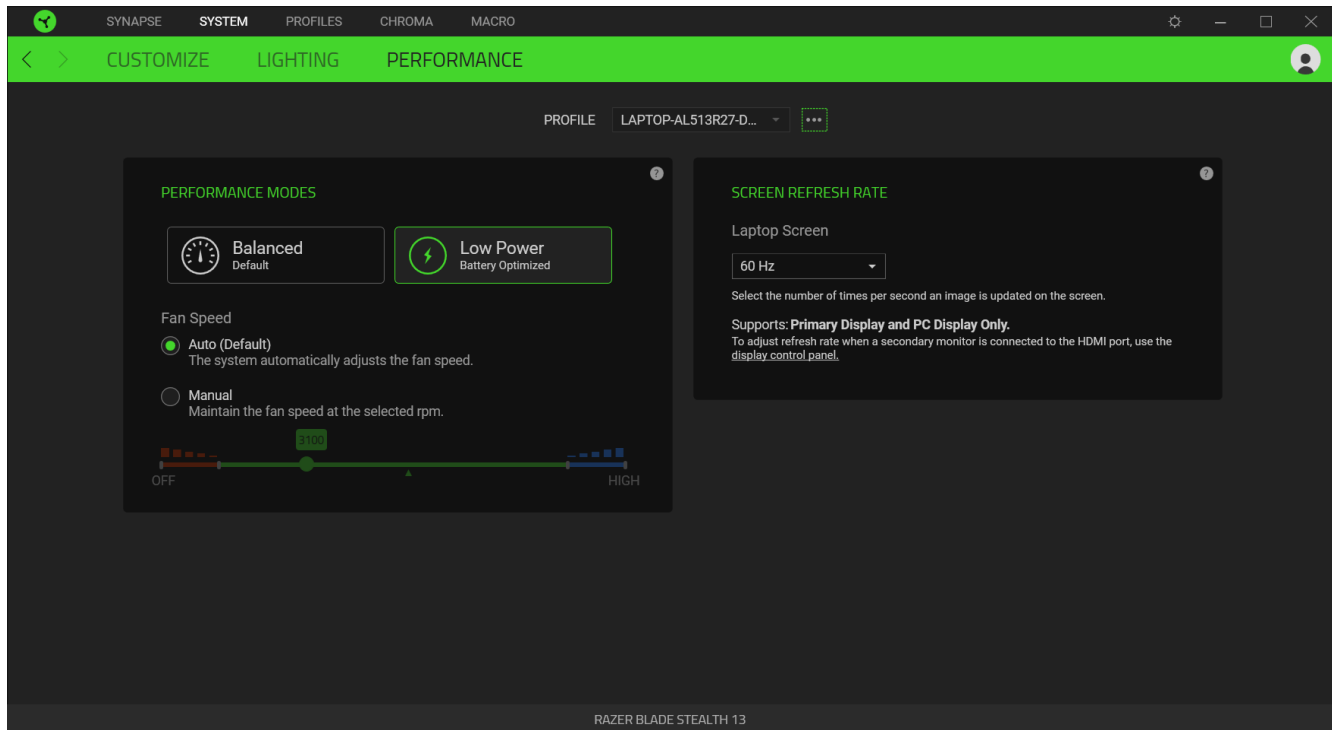 SYNAPSE SYSTEM PROFILES CHROMA MACRO
CUSTOMIZE LIGHTING PERFORMANCE
PROFILE LAPTOP-AL513R27-D...
PERFORMANCE MODES
Balanced
Default
Low Power
Battery Optimized
Fan Speed
Auto (Default)
The system automatically adjusts the fan speed.
Manual
Maintain the fan speed at the selected rpm.
3100
OFF HIGH
SCREEN REFRESH RATE
Laptop Screen
60 Hz
Select the number of times per second an image is updated on the screen.
Supports: Primary Display and PC Display Only.
To adjust refresh rate when a secondary monitor is connected to the HDMI port, use the
display control panel.
RAZER BLADE STEALTH 13